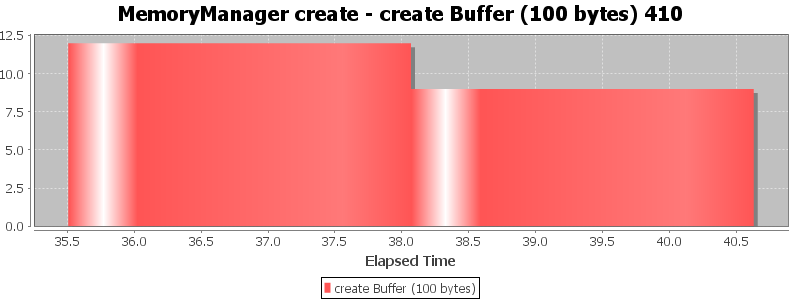 MemoryManager create - create Buffer (100 bytes) 410
12.5
10.0
7.5
5.0
2.5
0.0
35.5 36.0 36.5 37.0 37.5 38.0 38.5 39.0 39.5 40.0 40.5
Elapsed Time
create Buffer (100 bytes)